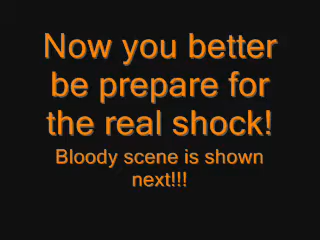 Now you better
be prepare for
the real shock!
Bloody scene is shown
next!!!